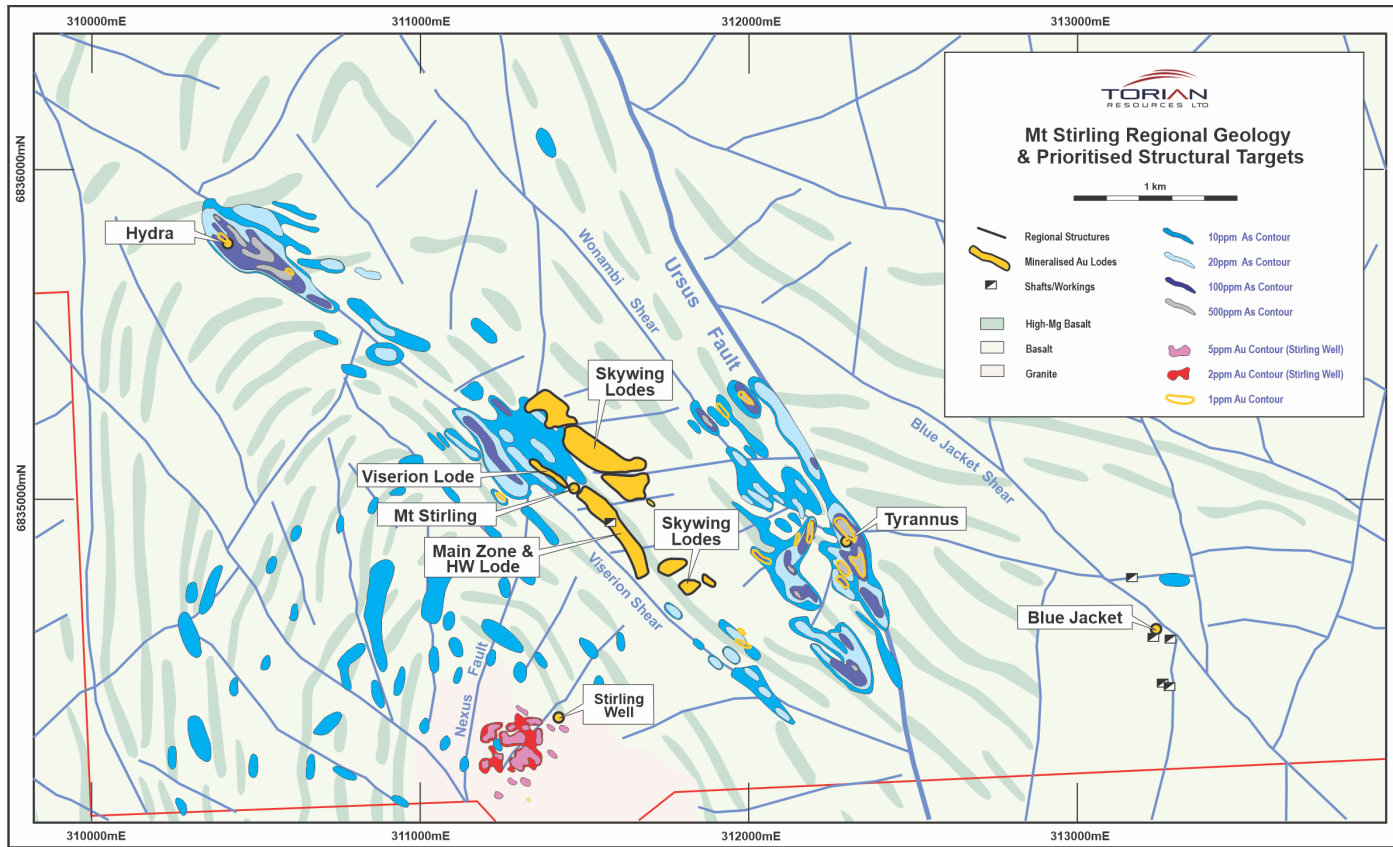 310000mE
311000mE
312000mE
313000mE
6836000mN
6835000mN
TORIAN
RESOURCES LTD
Mt Stirling Regional Geology
& Prioritised Structural Targets
1 km
Regional Structures
Mineralised Au Lodes
Shafts/Workings
High-Mg Basalt
Basalt
Granite
10ppm As Contour
20ppm As Contour
100ppm As Contour
500ppm As Contour
5ppm Au Contour (Stirling Well)
2ppm Au Contour (Stirling Well)
1ppm Au Contour
Hydra
Wonambi Shear
Ursus Fault
Skywing
Lodes
Blue Jacket Shear
Viserion Lode
Mt Stirling
Main Zone &
HW Lode
Skywing
Lodes
Tyrannus
Viserion Shear
Blue Jacket
Nexus Fault
Stirling
Well
310000mE
311000mE
312000mE
313000mE